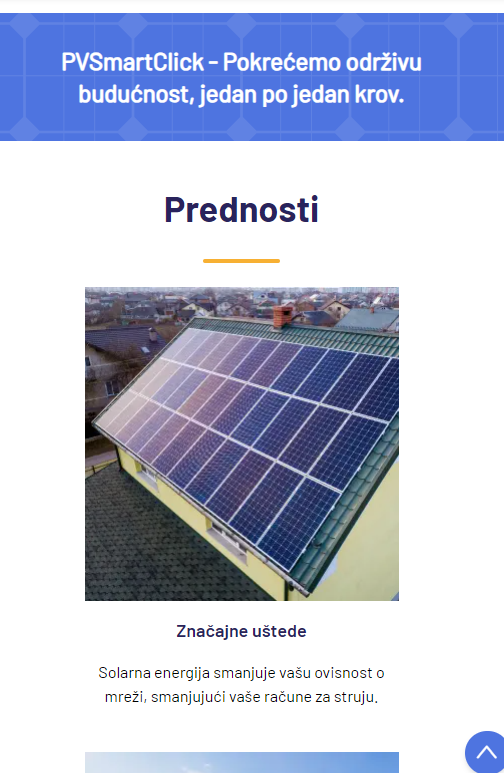 PVSmartClick - Pokrećemo održivu
budućnost, jedan po jedan krov.
Prednosti
Značajne uštede
Solarna energija smanjuje vašu ovisnost o
mreži, smanjujući vaše račune za struju.